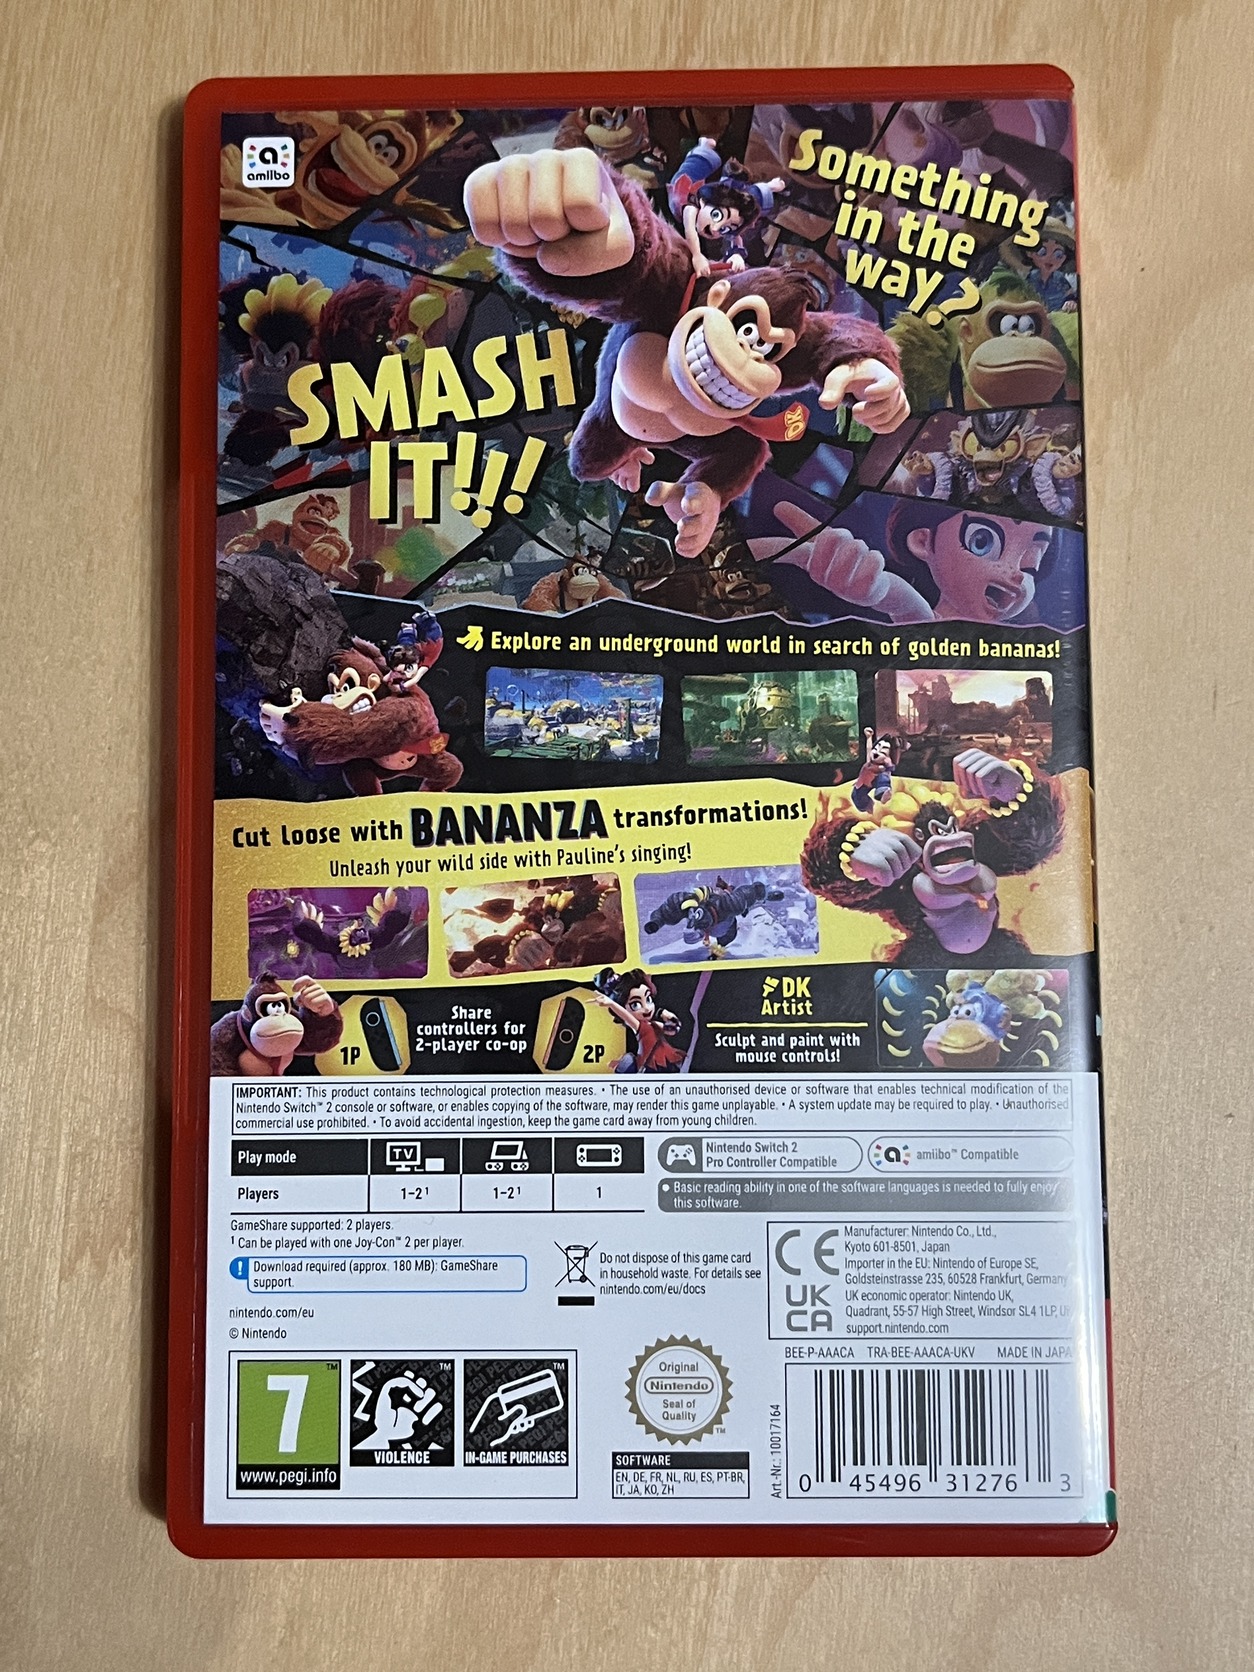 amiibo
Something
in the
way?
SMASH
IT!!!
DK
Explore an underground world in search of golden bananas!
Cut loose with BANANZA transformations!
Unleash your wild side with Pauline's singing!
1P
Share
controllers for
2-player co-op
2P
DK
Artist
Sculpt and paint with
mouse controls!
IMPORTANT: This product contains technological protection measures. • The use of an unauthorised device or software that enables technical modification of the
Nintendo Switch™ 2 console or software, or enables copying of the software, may render this game unplayable. • A system update may be required to play. • Unauthorised
commercial use prohibited. • To avoid accidental ingestion, keep the game card away from young children.
Play mode
TV
Players
1-2¹
1-2¹
1
Nintendo Switch 2
Pro Controller Compatible
a amiibo™ Compatible
• Basic reading ability in one of the software languages is needed to fully enjoy
this software.
GameShare supported: 2 players.
¹ Can be played with one Joy-Con™ 2 per player.
! Download required (approx. 180 MB): GameShare
support.
nintendo.com/eu
© Nintendo
Do not dispose of this game card
in household waste. For details see
nintendo.com/eu/docs
CE
UK
CA
Manufacturer: Nintendo Co., Ltd.,
Kyoto 601-8501, Japan
Importer in the EU: Nintendo of Europe SE,
Goldsteinstrasse 235, 60528 Frankfurt, Germany
UK economic operator: Nintendo UK,
Quadrant, 55-57 High Street, Windsor SL4 1LP,
support.nintendo.com
BEE-P-AAACA TRA-BEE-AAACA-UKV MADE IN JAPA
7™
www.pegi.info
™
VIOLENCE
™
IN-GAME PURCHASES
Original
Nintendo
Seal of
Quality
™
SOFTWARE
EN, DE, FR, NL, RU, ES, PT-BR,
IT, JA, KO, ZH
Art.-Nr.: 10017164
0 45496 31276 3